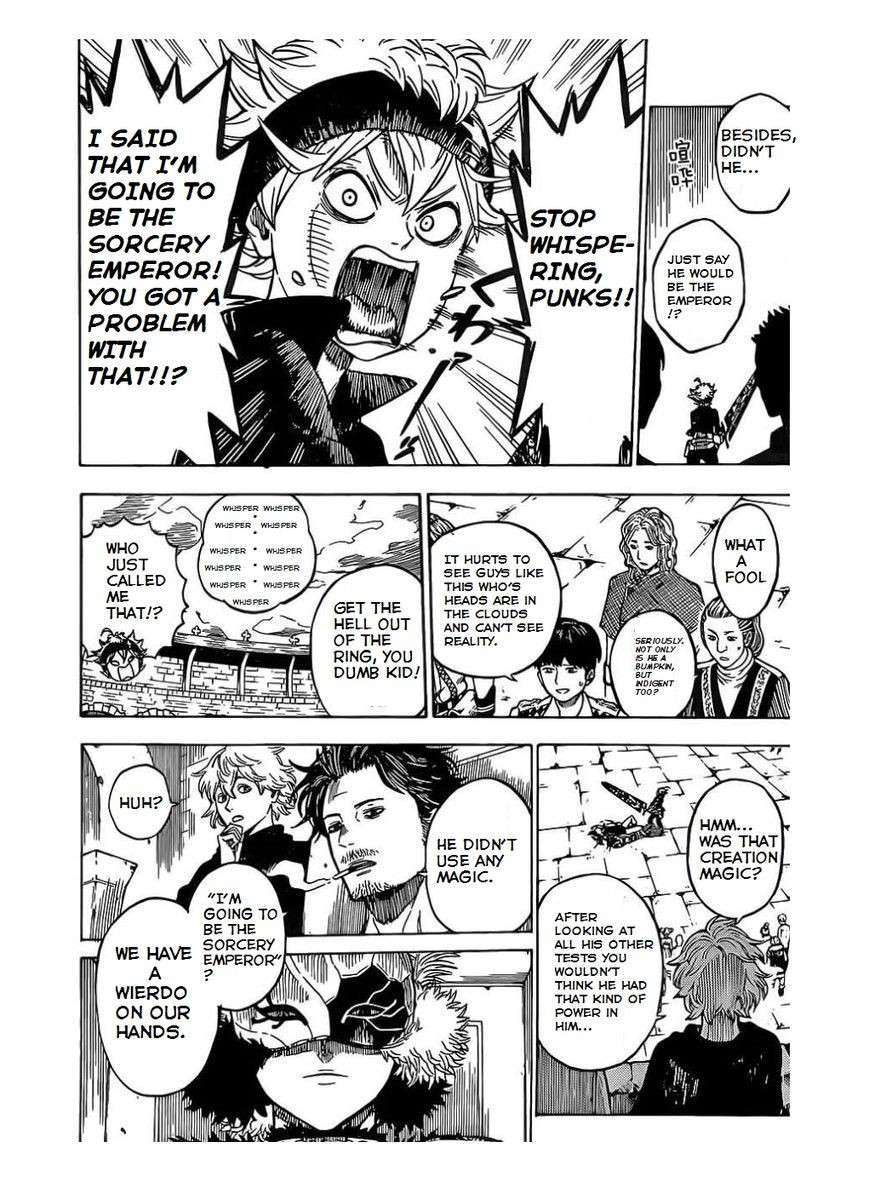 BESIDES,
DIDN'T
HE...
喧
嘩
JUST SAY
HE WOULD
BE THE
EMPEROR
!?
STOP
WHISPE-
RING,
PUNKS!!
I SAID
THAT I'M
GOING TO
BE THE
SORCERY
EMPEROR!
YOU GOT A
PROBLEM
WITH
THAT!!?
くわっ
WHAT
A
FOOL
SERIOUSLY.
NOT ONLY
IS HE A
BUMPKIN,
BUT
INDIGENT
TOO?
IT HURTS TO
SEE GUYS LIKE
THIS WHO'S
HEADS ARE IN
THE CLOUDS
AND CAN'T SEE
REALITY.
WHISPER WHISPER
WHISPER WHISPER
WHISPER WHISPER
WHISPER WHISPER
WHISPER WHISPER
WHISPER
GET THE
HELL OUT
OF THE
RING, YOU
DUMB KID!
WHO
JUST
CALLED
ME
THAT!?
HMM...
WAS THAT
CREATION
MAGIC?
AFTER
LOOKING AT
ALL HIS OTHER
TESTS YOU
WOULDN'T
THINK HE HAD
THAT KIND OF
POWER IN
HIM...
HE DIDN'T
USE ANY
MAGIC.
HUH?
"I'M
GOING TO
BE THE
SORCERY
EMPEROR"
?
WE HAVE
A
WIERDO
ON OUR
HANDS.